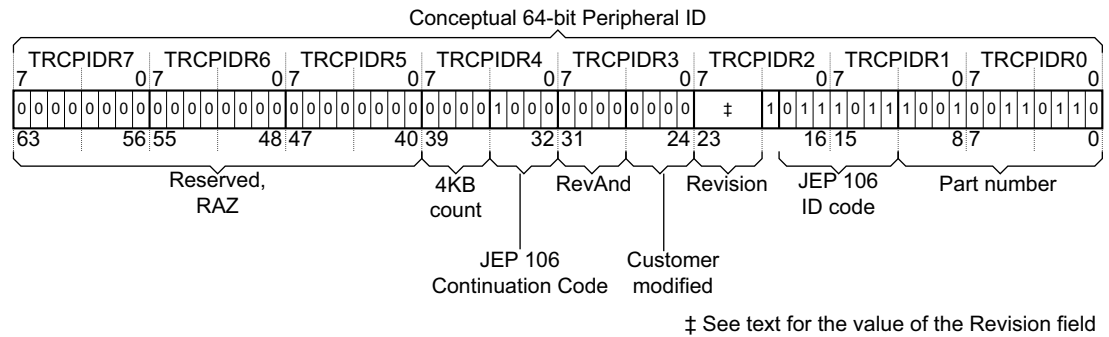 Conceptual 64-bit Peripheral ID
TRCPIDR7 TRCPIDR6 TRCPIDR5 TRCPIDR4 TRCPIDR3 TRCPIDR2 TRCPIDR1 TRCPIDR0
7 0 7 0 7 0 7 0 7 0 7 0 7 0 7 0
0 0 0 0 0 0 0 0 0 0 0 0 0 0 0 0 0 0 0 0 0 0 0 0 0 0 0 0 1 0 0 0 0 0 0 0 0 0 0 0 ‡ 1 0 1 1 1 0 1 1 1 0 0 1 0 0 1 1 0 1 1 0
63 56 55 48 47 40 39 32 31 24 23 16 15 8 7 0
Reserved,
RAZ
4KB
count
RevAnd
Revision
JEP 106
ID code
Part number
JEP 106
Continuation Code
Customer
modified
‡ See text for the value of the Revision field